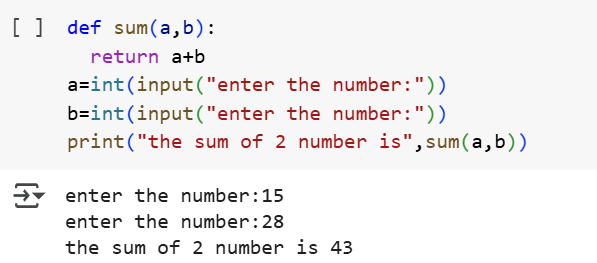 [ ] def sum(a,b):
return a+b
a=int(input("enter the number:"))
b=int(input("enter the number:"))
print("the sum of 2 number is",sum(a,b))
enter the number:15
enter the number:28
the sum of 2 number is 43